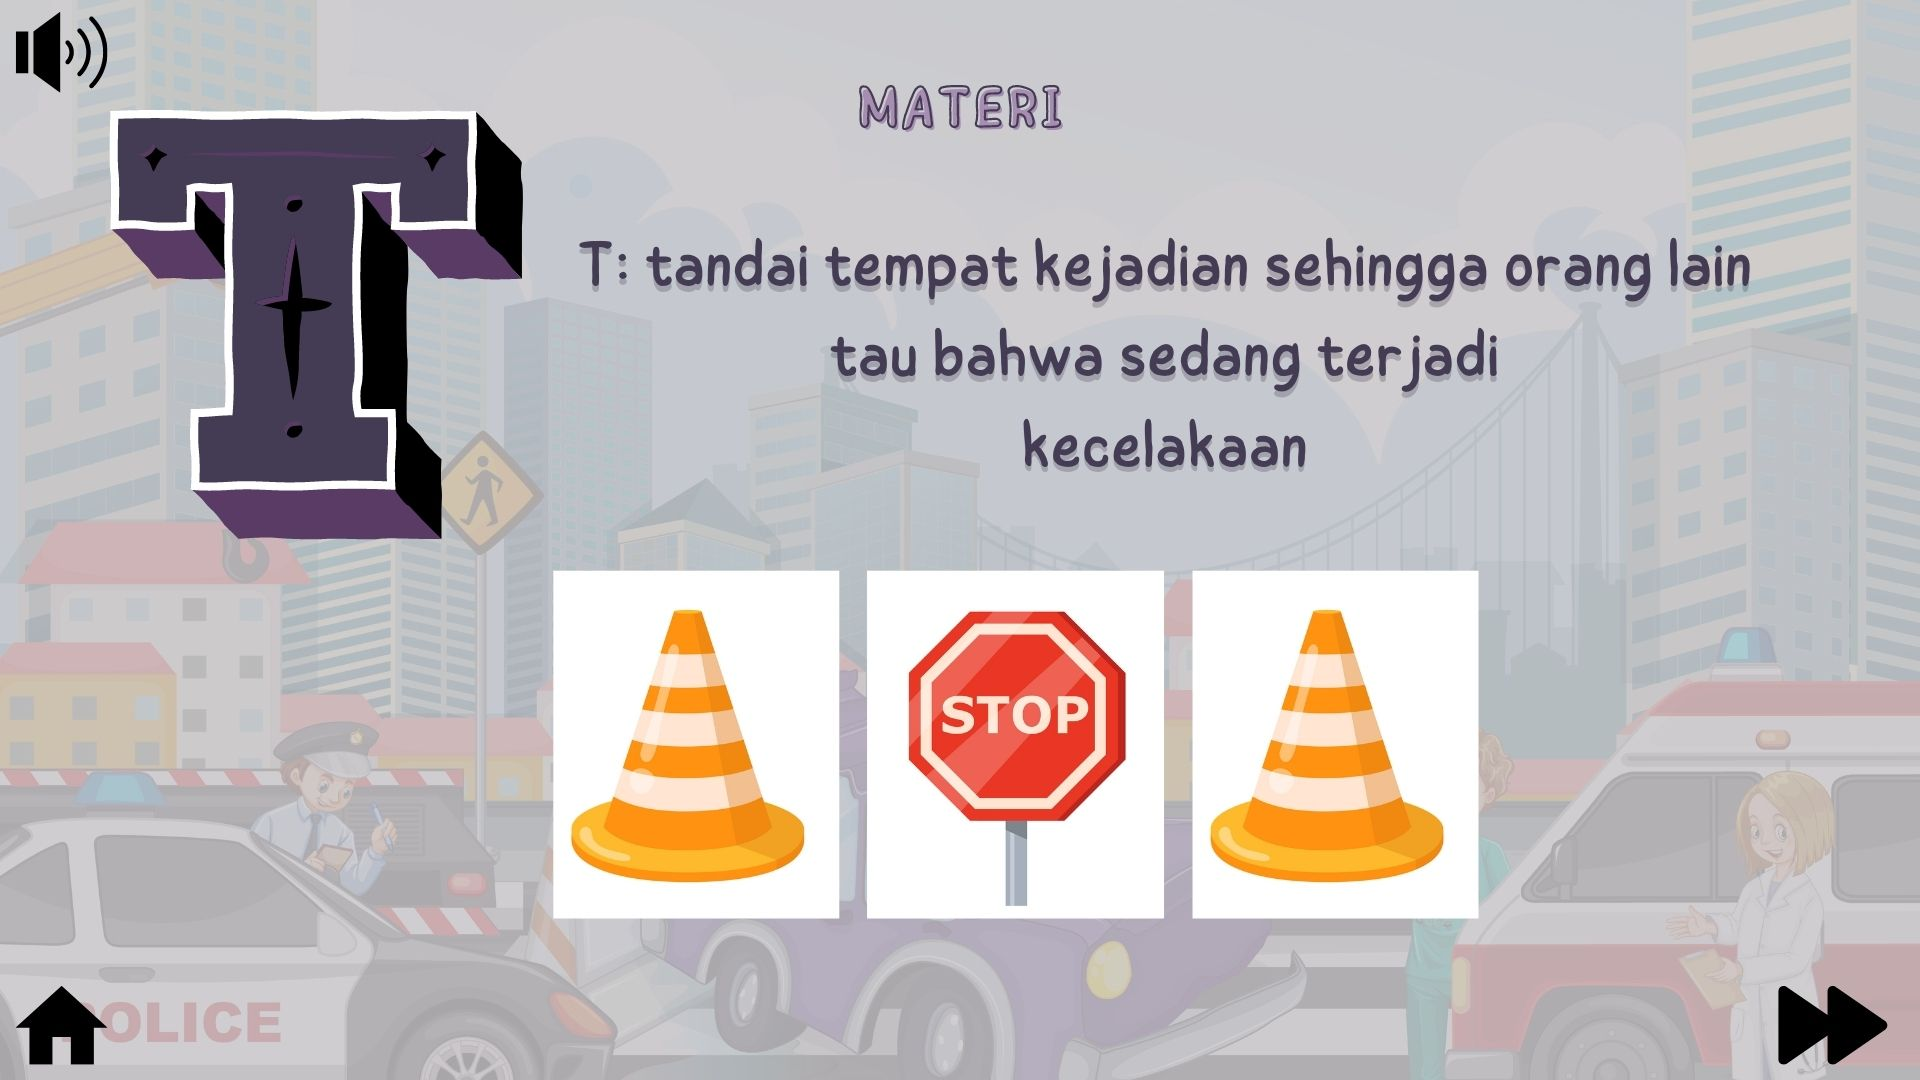 MATERI
T
T: tandai tempat kejadian sehingga orang lain
tau bahwa sedang terjadi
kecelakaan
STOP
POLICE